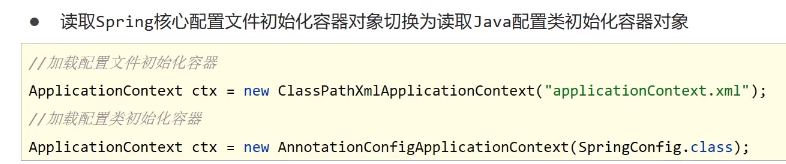 ● 读取Spring核心配置文件初始化容器对象切换为读取Java配置类初始化容器对象
//加载配置文件初始化容器
ApplicationContext ctx = new ClassPathXmlApplicationContext("applicationContext.xml");
//加载配置类初始化容器
ApplicationContext ctx = new AnnotationConfigApplicationContext(SpringConfig.class);